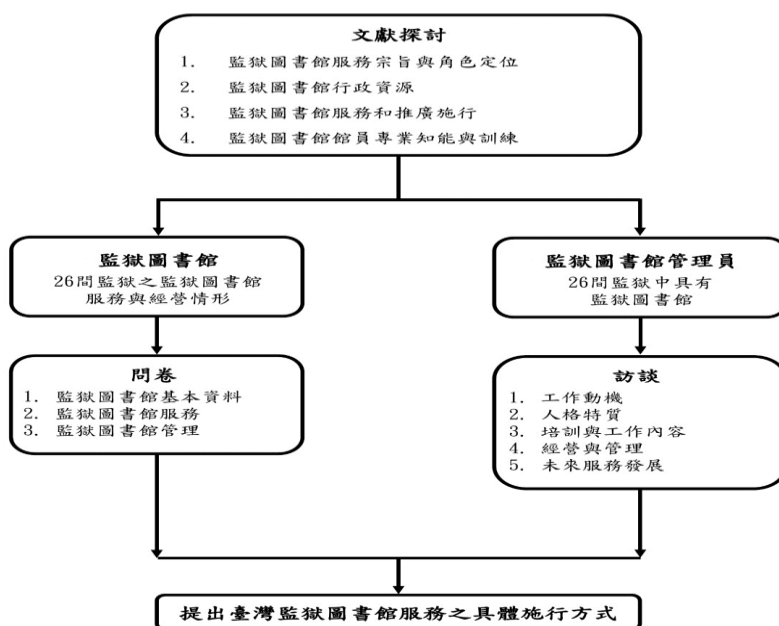 文獻探討
1. 監獄圖書館服務宗旨與角色定位
2. 監獄圖書館行政資源
3. 監獄圖書館服務和推廣施行
4. 監獄圖書館館員專業知能與訓練
監獄圖書館
26間監獄之監獄圖書館
服務與經營情形
監獄圖書館管理員
26間監獄中具有
監獄圖書館
問卷
1. 監獄圖書館基本資料
2. 監獄圖書館服務
3. 監獄圖書館管理
訪談
1. 工作動機
2. 人格特質
3. 培訓與工作內容
4. 經營與管理
5. 未來服務發展
提出臺灣監獄圖書館服務之具體施行方式